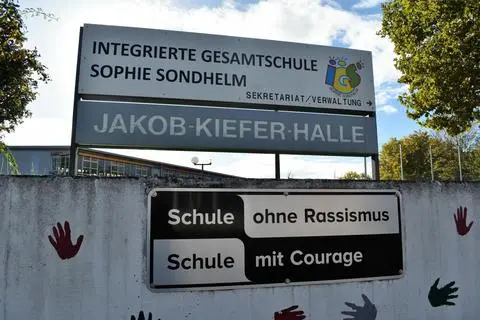 INTEGRIERTE GESAMTSCHULE
SOPHIE SONDHELM
IGS
SEKRETARIAT/VERWALTUNG →
JAKOB-KIEFER-HALLE
Schule ohne Rassismus
Schule mit Courage